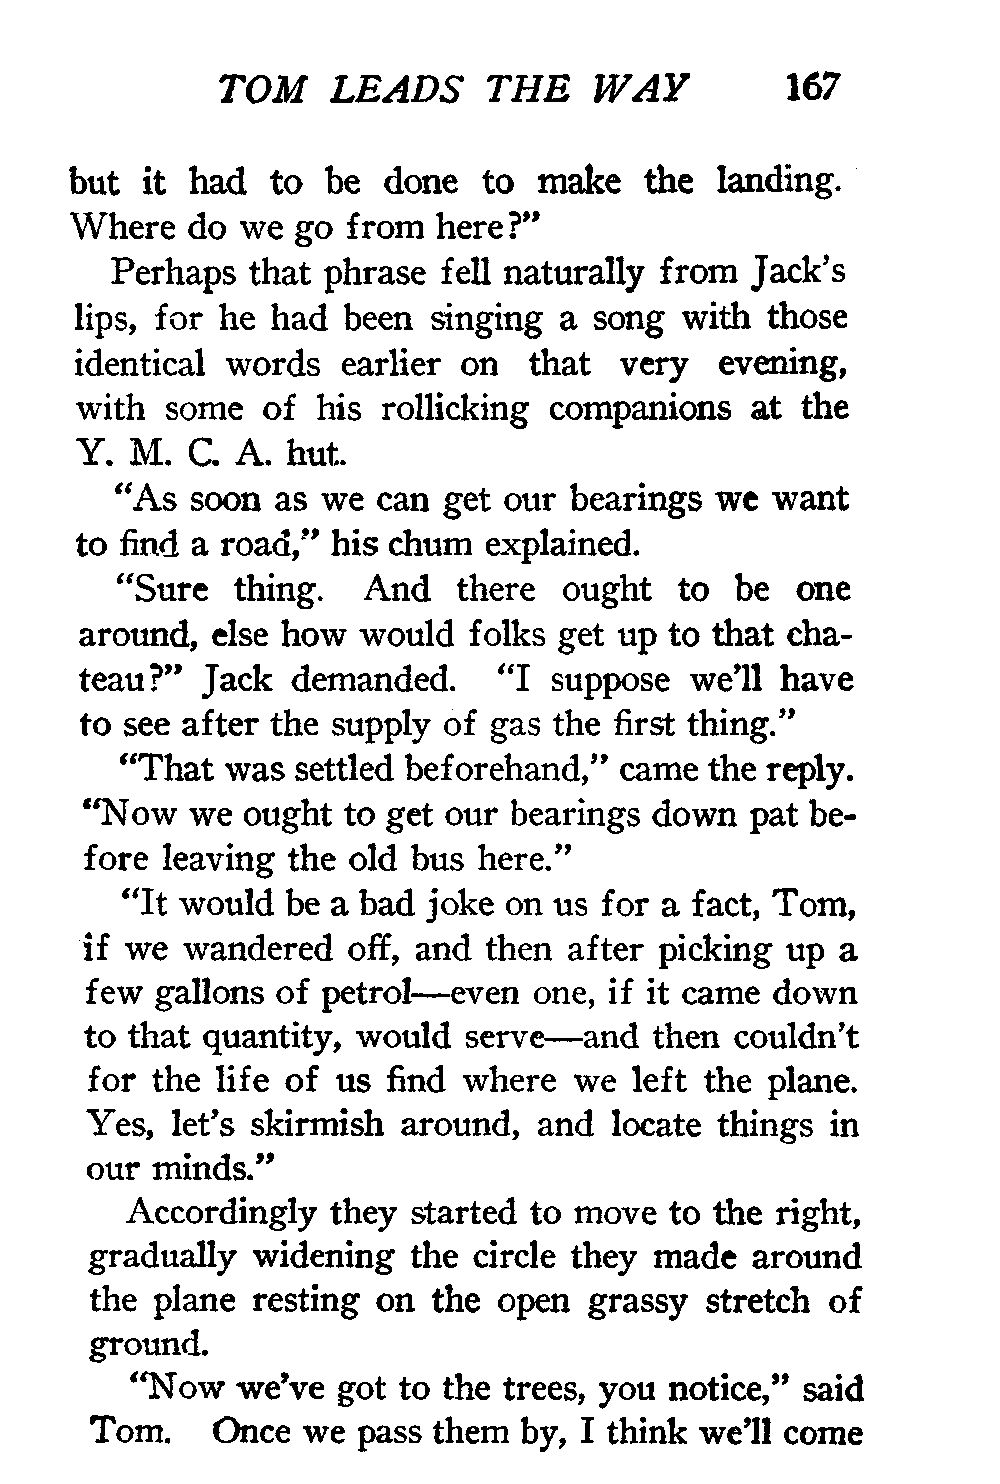 TOM LEADS THE WAY 167
but it had to be done to make the landing.
Where do we go from here?”
Perhaps that phrase fell naturally from Jack’s
lips, for he had been singing a song with those
identical words earlier on that very evening,
with some of his rollicking companions at the
Y. M. C. A. hut.
“As soon as we can get our bearings we want
to find a road,” his chum explained.
“Sure thing. And there ought to be one
around, else how would folks get up to that cha-
teau?” Jack demanded. “I suppose we’ll have
to see after the supply of gas the first thing.”
“That was settled beforehand,” came the reply.
“Now we ought to get our bearings down pat be-
fore leaving the old bus here.”
“It would be a bad joke on us for a fact, Tom,
if we wandered off, and then after picking up a
few gallons of petrol—even one, if it came down
to that quantity, would serve—and then couldn’t
for the life of us find where we left the plane.
Yes, let’s skirmish around, and locate things in
our minds.”
Accordingly they started to move to the right,
gradually widening the circle they made around
the plane resting on the open grassy stretch of
ground.
“Now we’ve got to the trees, you notice,” said
Tom. Once we pass them by, I think we’ll come